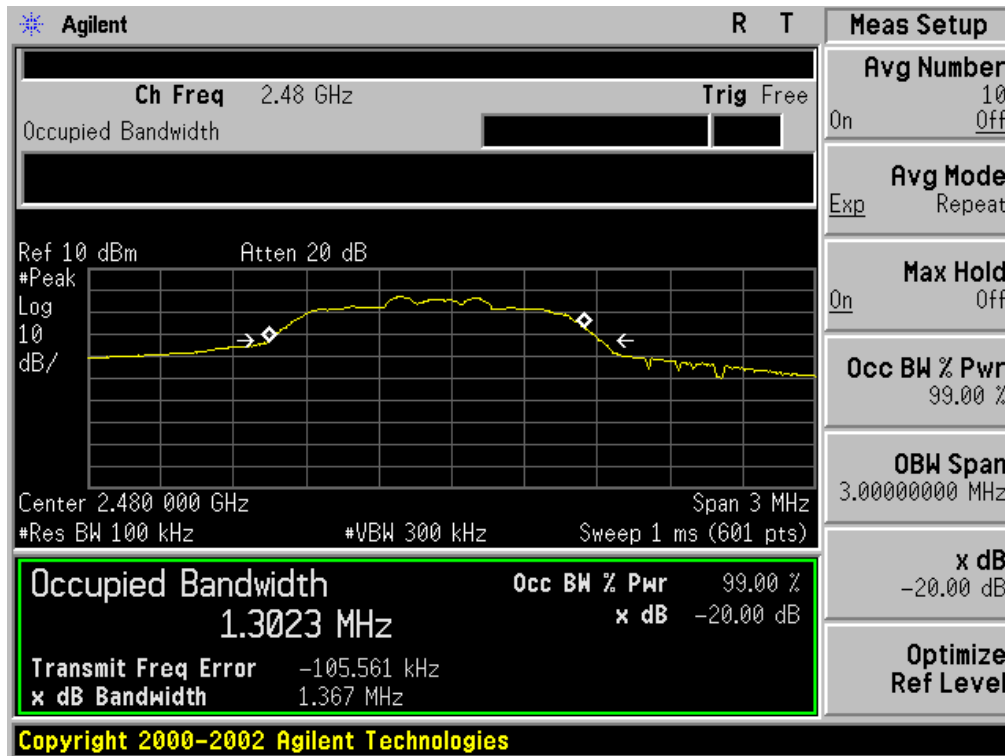 Agilent R T
Meas Setup
Ch Freq 2.48 GHz Trig Free
Occupied Bandwidth
Ref 10 dBm Atten 20 dB
#Peak
Log
10
dB/
Center 2.480 000 GHz Span 3 MHz
#Res BW 100 kHz #VBW 300 kHz Sweep 1 ms (601 pts)
Occupied Bandwidth
1.3023 MHz
Occ BW % Pwr 99.00 %
x dB -20.00 dB
Transmit Freq Error -105.561 kHz
x dB Bandwidth 1.367 MHz
Avg Number
10
On Off
Avg Mode
Exp Repeat
Max Hold
On Off
Occ BW % Pwr
99.00 %
OBW Span
3.00000000 MHz
x dB
-20.00 dB
Optimize
Ref Level
Copyright 2000-2002 Agilent Technologies